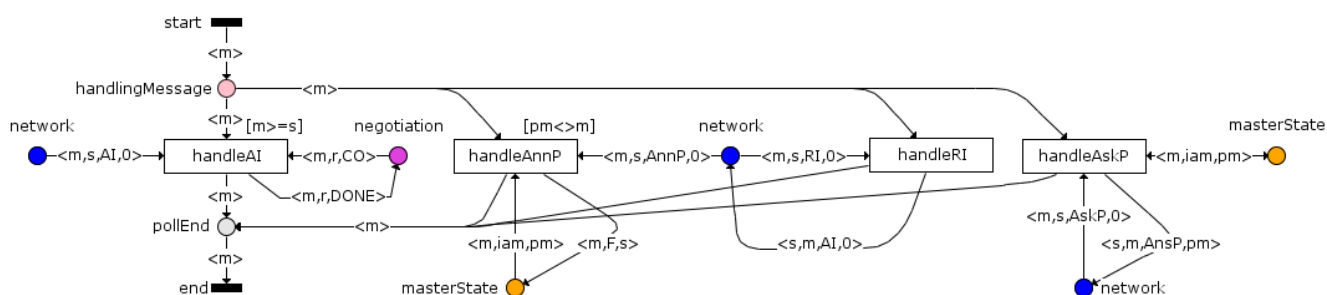 start
<m>
handlingMessage
<m>
<m>
[m>=s]
network
negotiation
[pm<>m]
network
masterState
<m,s,AI,0>
handleAI
<m,r,CO>
handleAnnP
<m,s,AnnP,0>
<m,s,RI,0>
handleRI
handleAskP
<m,iam,pm>
<m>
<m,r,DONE>
pollEnd
<m>
<m,iam,pm>
<m,F,s>
<s,m,AI,0>
<m,s,AskP,0>
<s,m,AnsP,pm>
<m>
end
masterState
network